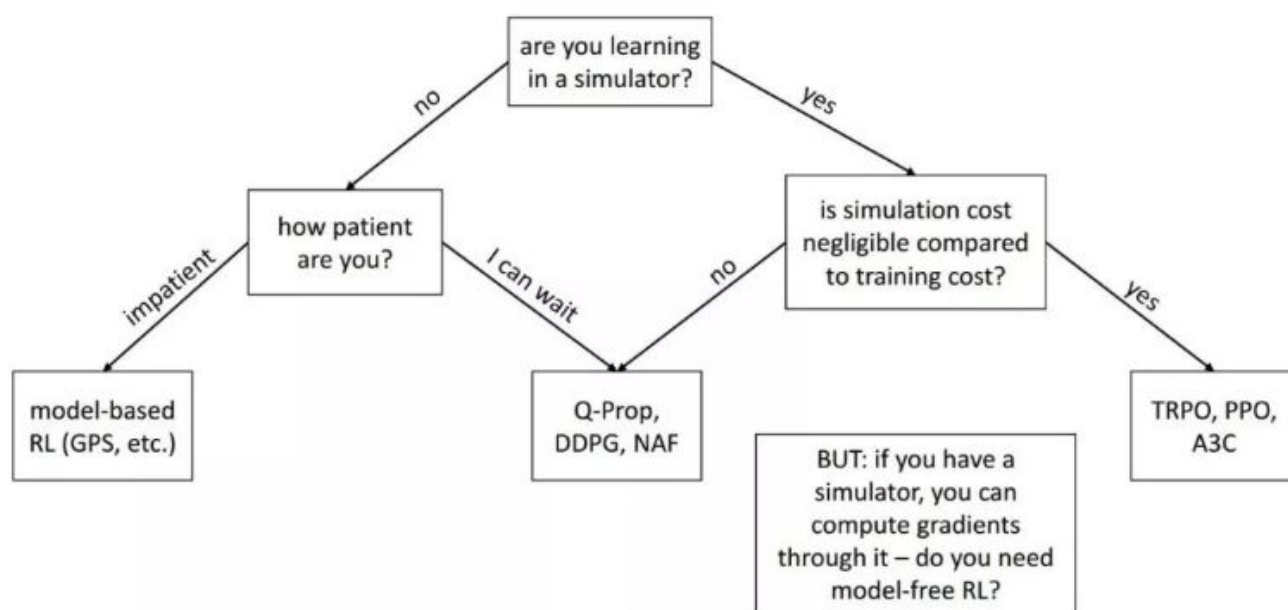 are you learning
in a simulator?
no
yes
how patient
are you?
is simulation cost
negligible compared
to training cost?
impatient
I can wait
no
yes
model-based
RL (GPS, etc.)
Q-Prop,
DDPG, NAF
TRPO, PPO,
A3C
BUT: if you have a
simulator, you can
compute gradients
through it – do you need
model-free RL?